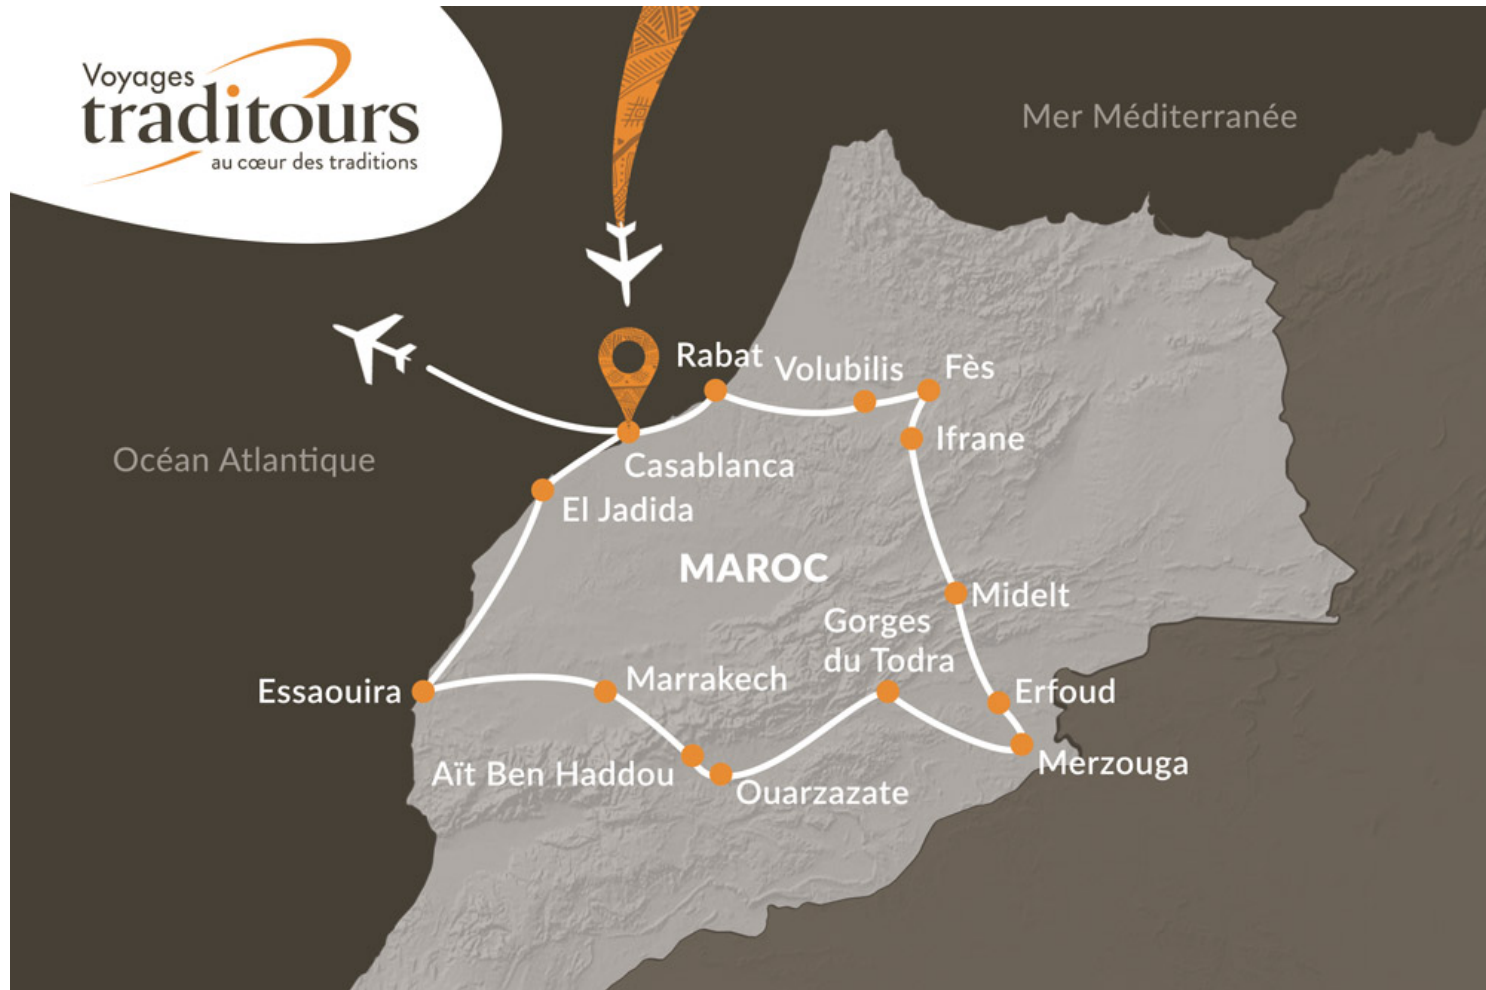 Voyages
traditours
au cœur des traditions
Mer Méditerranée
Rabat
Volubilis
Fès
Ifrane
Océan Atlantique
Casablanca
El Jadida
MAROC
Midelt
Gorges
du Todra
Essaouira
Marrakech
Erfoud
Merzouga
Aït Ben Haddou
Ouarzazate